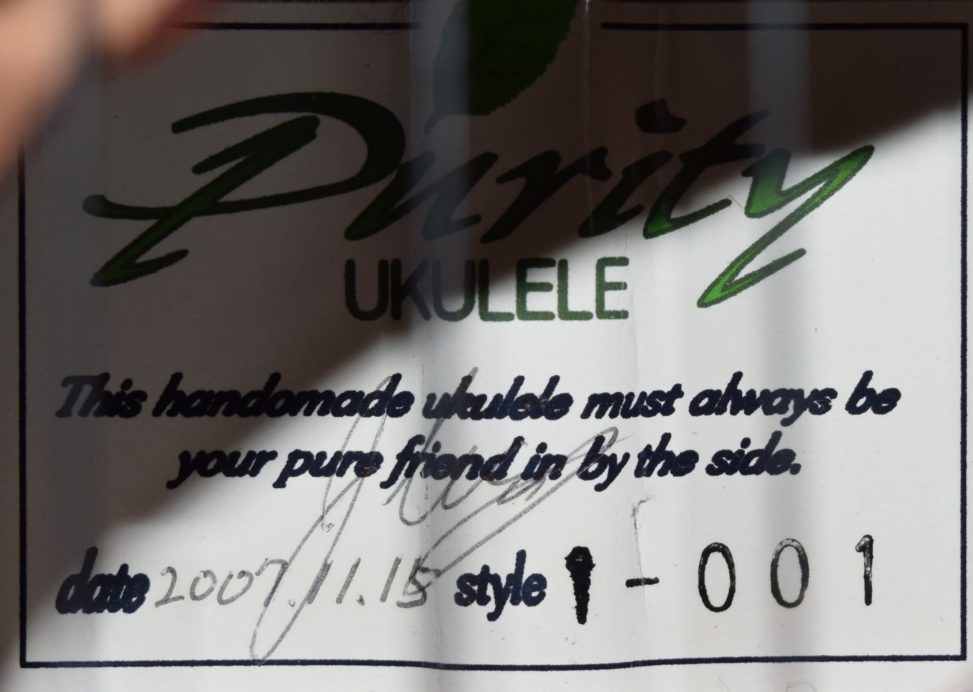 Purity
UKULELE
This handomade ukulele must always be
your pure friend in by the side.
date 2007.11.15 style 1-001